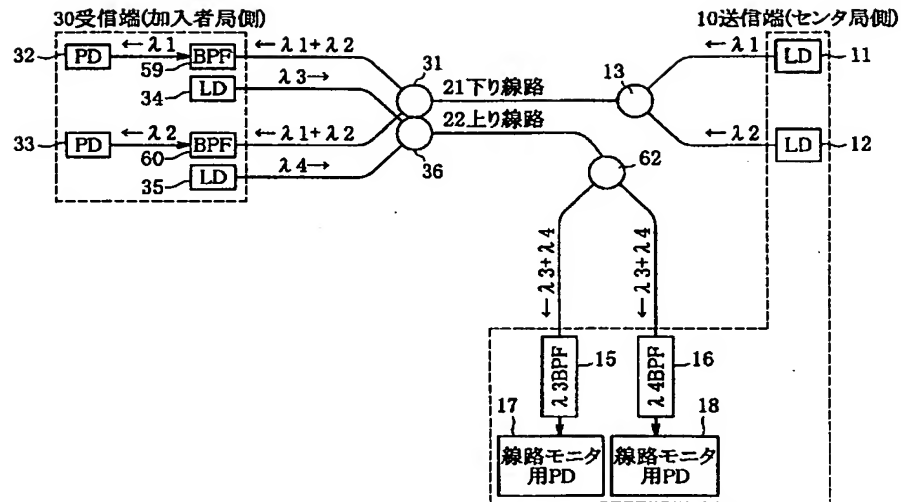 30受信端(加入者局側)
10送信端(センタ局側)
32
PD
←λ1
BPF
←λ1+λ2
59
31
←λ1
LD
11
34
LD
λ3→
21下り線路
13
22上り線路
33
PD
←λ2
BPF
←λ1+λ2
60
36
←λ2
LD
12
35
LD
λ4→
62
←λ3+λ4
←λ3+λ4
λ3BPF
15
λ4BPF
16
17
18
線路モニタ
用PD
線路モニタ
用PD